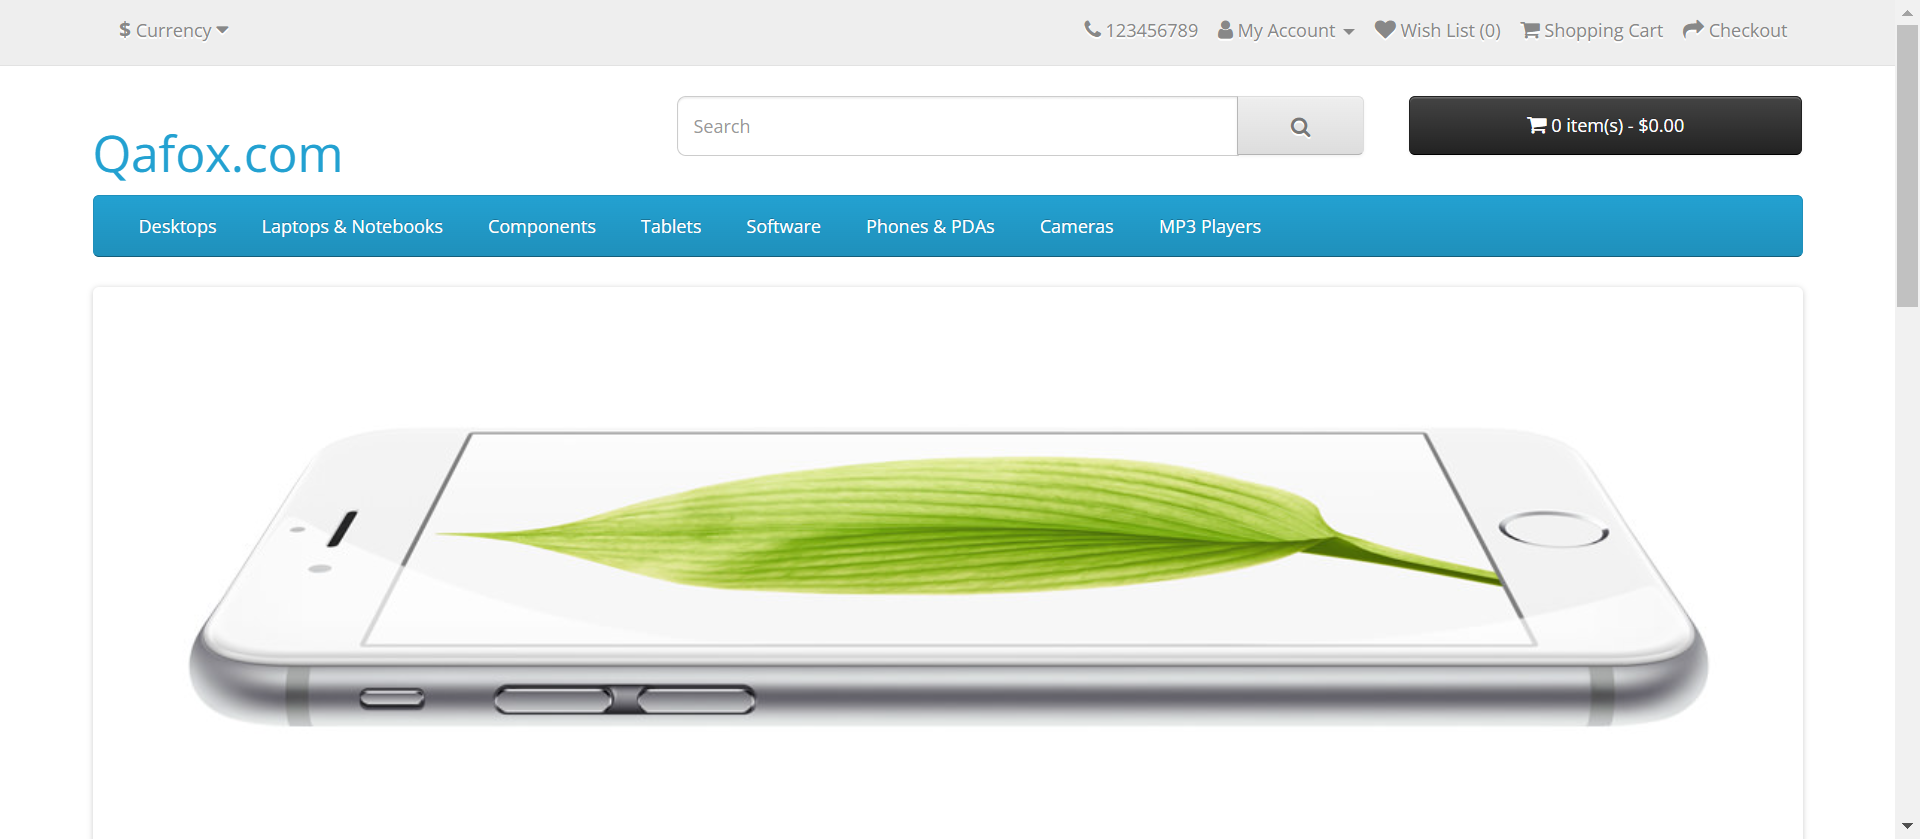 $ Currency
123456789 My Account Wish List (0) Shopping Cart Checkout
Search
0 item(s) - $0.00
Qafox.com
Desktops Laptops & Notebooks Components Tablets Software Phones & PDAs Cameras MP3 Players